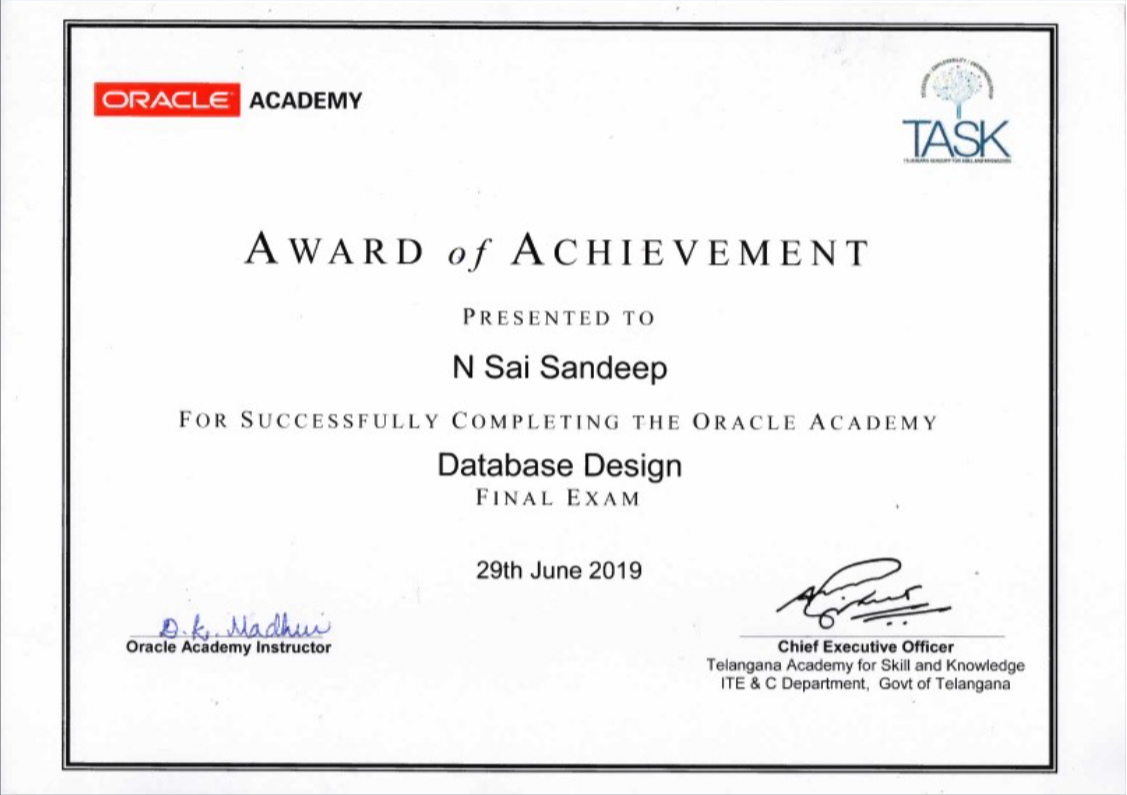 ORACLE ACADEMY
TASK
TELANGANA ACADEMY FOR SKILL AND KNOWLEDGE
AWARD of ACHIEVEMENT
PRESENTED TO
N Sai Sandeep
FOR SUCCESSFULLY COMPLETING THE ORACLE ACADEMY
Database Design
FINAL EXAM
29th June 2019
D.K. Madhuri
Oracle Academy Instructor
Chief Executive Officer
Telangana Academy for Skill and Knowledge
ITE & C Department, Govt of Telangana